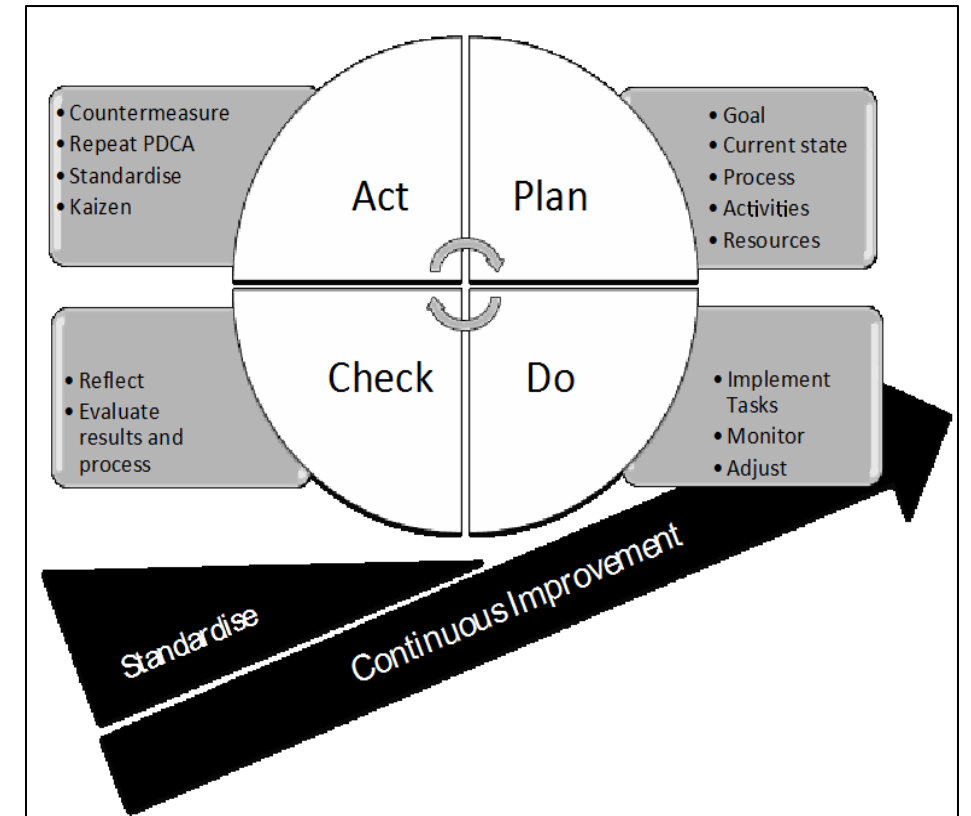 • Countermeasure
• Repeat PDCA
• Standardise
• Kaizen
Act
Plan
• Goal
• Current state
• Process
• Activities
• Resources
• Reflect
• Evaluate
results and
process
Check
Do
• Implement
Tasks
• Monitor
• Adjust
Standardise
Continuous Improvement